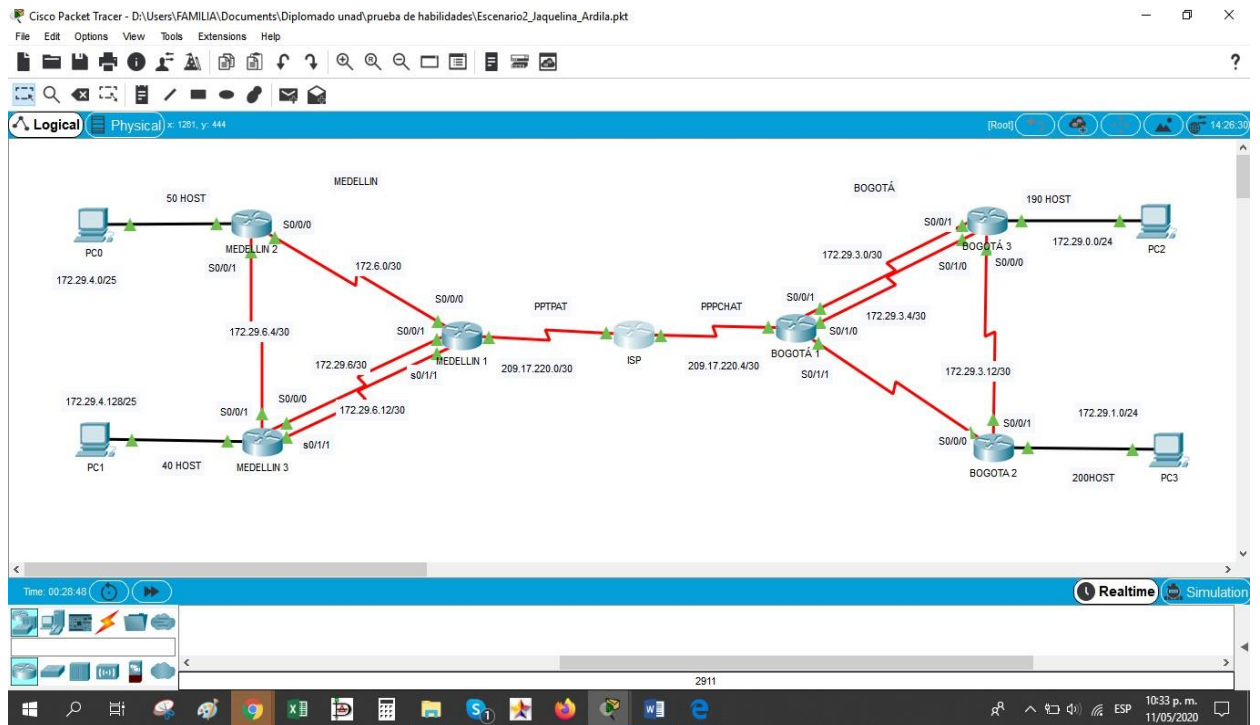 Cisco Packet Tracer - D:\Users\FAMILIA\Documents\Diplomado unad\prueba de habilidades\Escenario2_Jaquelina_Ardila.pkt
File Edit Options View Tools Extensions Help
?
Logical Physical x: 1281, y: 444 [Root] 14:26:30
MEDELLIN
BOGOTÁ
50 HOST
S0/0/0
PC0
MEDELLIN 2
172.29.4.0/25
S0/0/1
172.6.0/30
172.29.6.4/30
S0/0/0
S0/0/1
MEDELLIN 1
s0/1/1
172.29.6/30
172.29.6.12/30
172.29.4.128/25
S0/0/1
S0/0/0
s0/1/1
PC1
40 HOST
MEDELLIN 3
PPTPAT
209.17.220.0/30
ISP
PPPCHAT
209.17.220.4/30
190 HOST
S0/0/1
BOGOTÁ 3
172.29.0.0/24
PC2
172.29.3.0/30
S0/1/0
S0/0/0
S0/0/1
172.29.3.4/30
S0/1/0
BOGOTÁ 1
S0/1/1
172.29.3.12/30
172.29.1.0/24
S0/0/1
S0/0/0
BOGOTA 2
200HOST
PC3
Time: 00:28:48
Realtime Simulation
2911
ESP
10:33 p. m.
11/05/2020